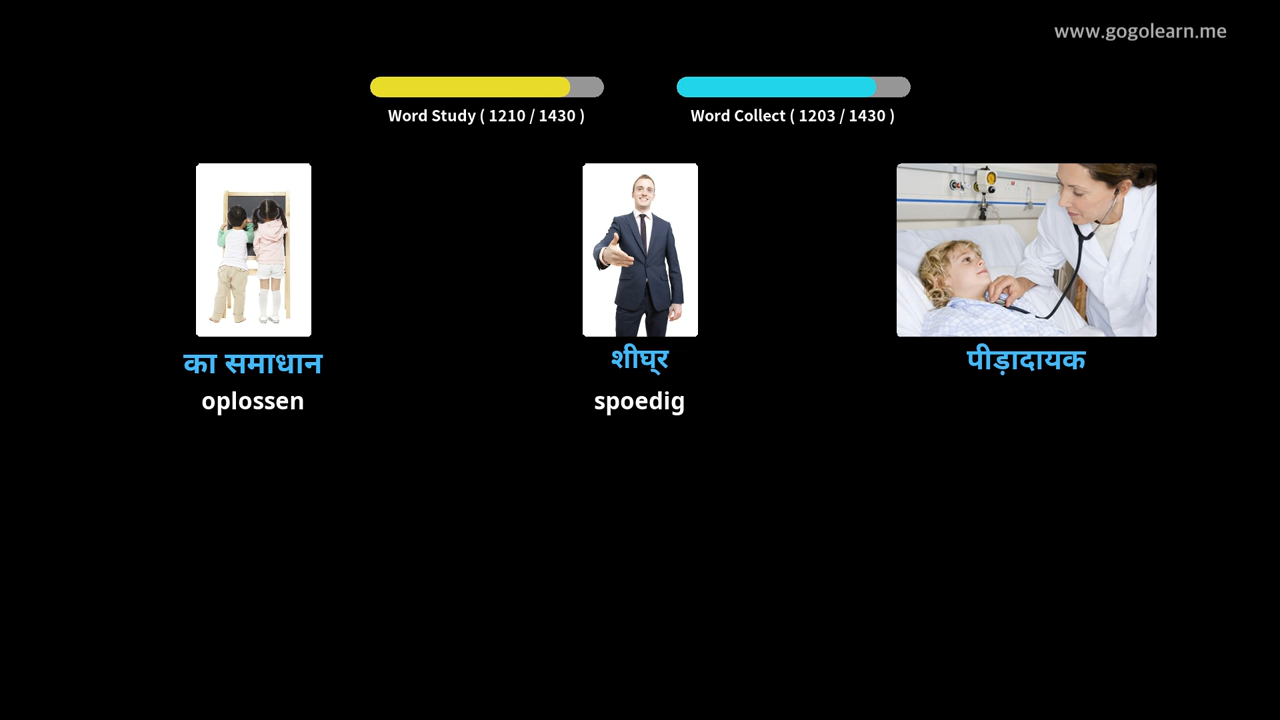 www.gogolearn.me
Word Study ( 1210 / 1430 )
Word Collect ( 1203 / 1430 )
का समाधान
शीघ्र
पीड़ादायक
oplossen
spoedig